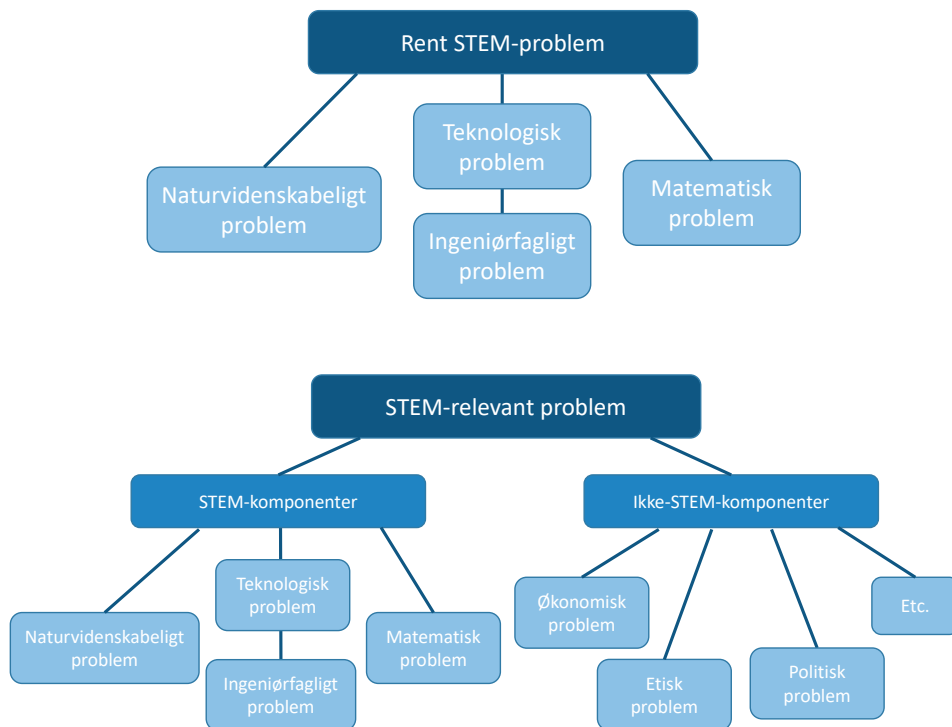 Rent STEM-problem
Teknologisk
problem
Naturvidenskabeligt
problem
Matematisk
problem
Ingeniørfagligt
problem
STEM-relevant problem
STEM-komponenter
Ikke-STEM-komponenter
Teknologisk
problem
Økonomisk
problem
Etc.
Naturvidenskabeligt
problem
Matematisk
problem
Ingeniørfagligt
problem
Etisk
problem
Politisk
problem